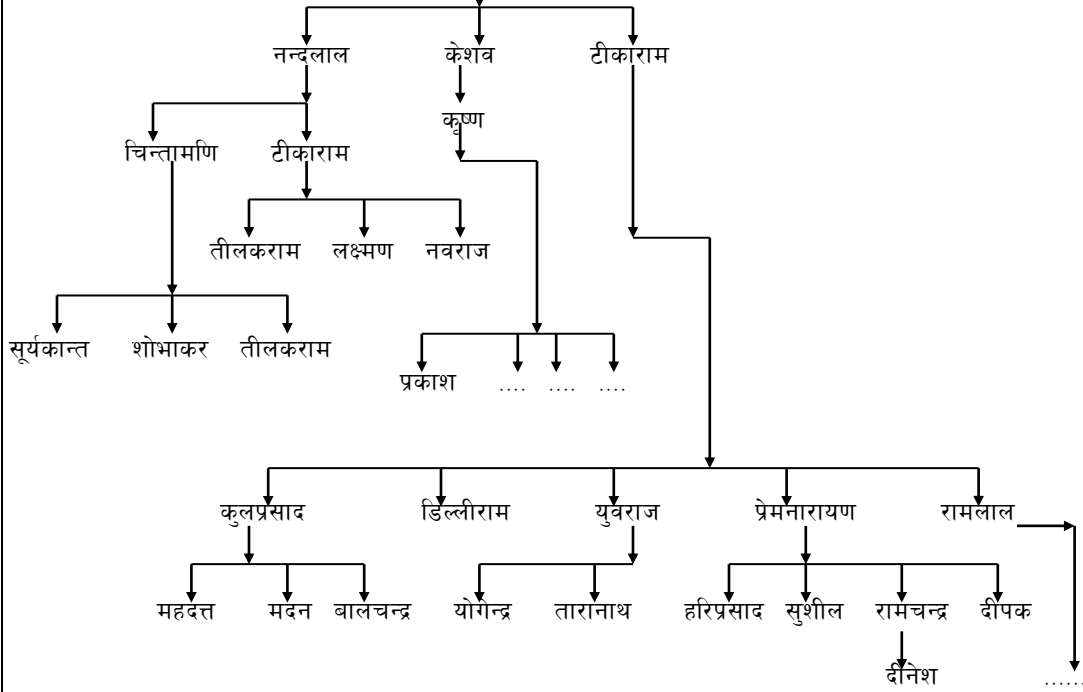 नन्दलाल केशव टीकाराम
कृष्ण
चिन्तामणि टीकाराम
तीलकराम लक्ष्मण नवराज
सूर्यकान्त शोभाकर तीलकराम
प्रकाश .... .... ....
कुलप्रसाद डिल्लीराम युवराज प्रेमनारायण रामलाल
महदत्त मदन बालचन्द्र योगेन्द्र तारानाथ हरिप्रसाद सुशील रामचन्द्र दीपक
दीनेश ......